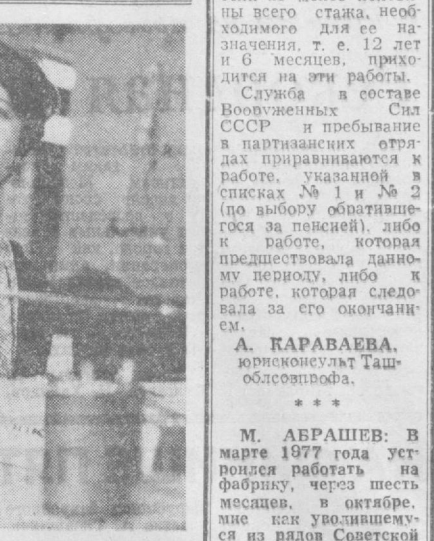 ны всего стажа, необ-
ходимого для ее на-
значения, т. е. 12 лет
и 6 месяцев, прихо-
дится на эти работы.
Служба в составе
Вооруженных Сил
СССР и пребывание
в партизанских отря-
дах приравниваются к
работе, указанной в
списках № 1 и № 2
(по выбору обративше-
гося за пенсией), либо
к работе, которая
предшествовала данно-
му периоду, либо к
работе, которая следо-
вала за его окончани-
ем.
А. КАРАВАЕВА,
юрисконсульт Таш-
облсовпрофа.
* * *
М. АБРАШЕВ: В
марте 1977 года уст-
роился работать на
фабрику, через шесть
месяцев, в октябре,
мне как уволившему-
ся из рядов Советской